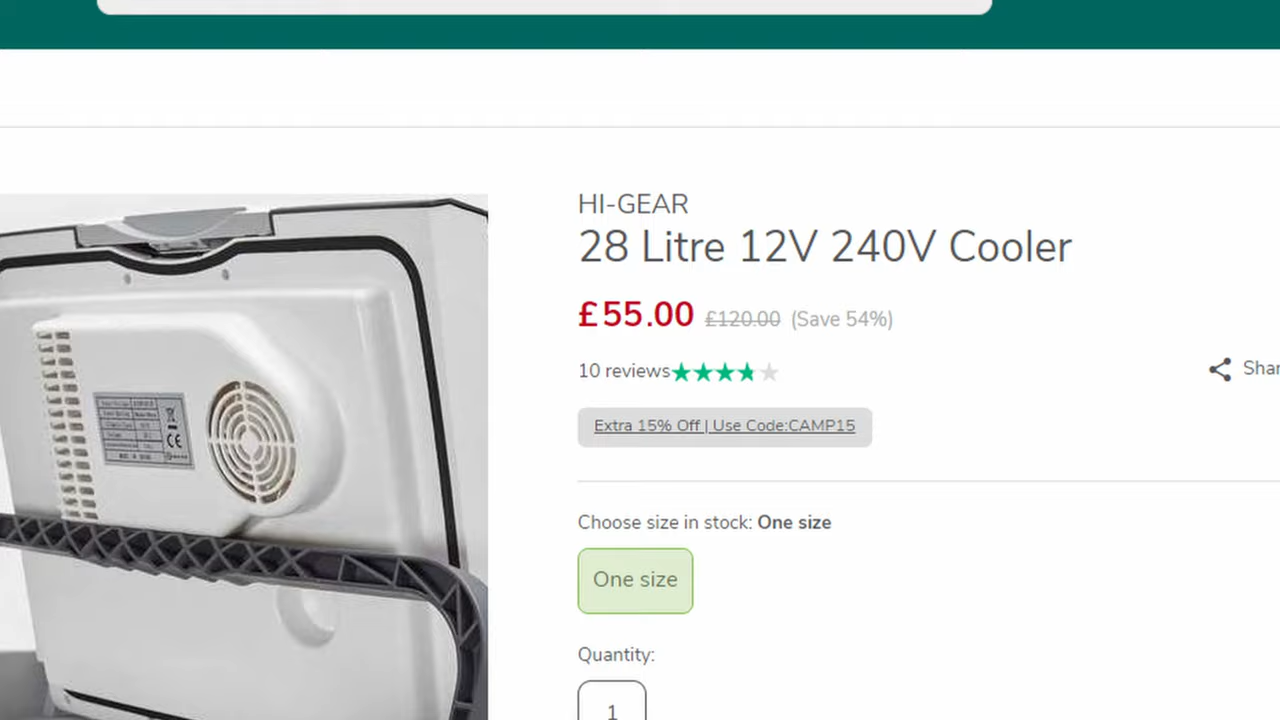 HI-GEAR
28 Litre 12V 240V Cooler
£55.00 £120.00 (Save 54%)
10 reviews
Extra 15% Off | Use Code:CAMP15
Choose size in stock: One size
One size
Quantity:
1